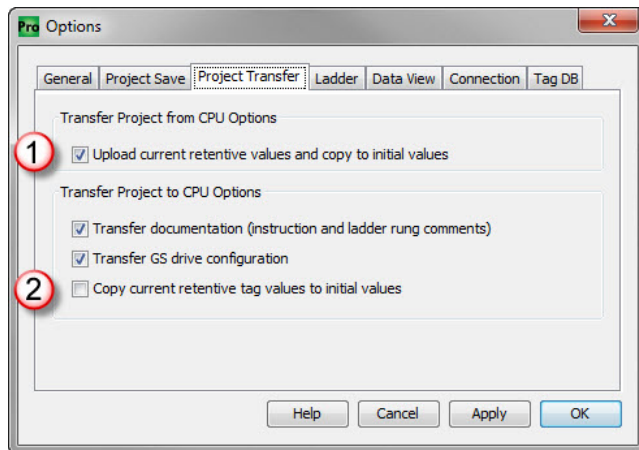 Pro Options
General Project Save Project Transfer Ladder Data View Connection Tag DB
Transfer Project from CPU Options
1 Upload current retentive values and copy to initial values
Transfer Project to CPU Options
Transfer documentation (instruction and ladder rung comments)
Transfer GS drive configuration
2 Copy current retentive tag values to initial values
Help Cancel Apply OK